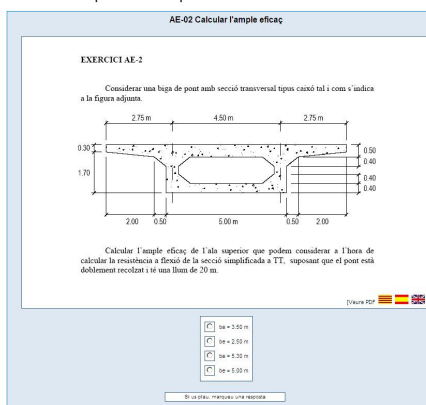 AE-02 Calcular l'ample eficaç
EXERCICI AE-2
Considerar una biga de pont amb secció transversal tipus caixó tal i com s'indica
a la figura adjunta.
2.75 m 4.50 m 2.75 m
0.30 0.50
0.40
1.70 0.40
0.40
2.00 0.50 5.00 m 0.50 2.00
Calcular l'ample eficaç de l'ala superior que podem considerar a l'hora de
calcular la resistència a flexió de la secció simplificada a TT, suposant que el pont està
doblement recolzat i té una llum de 20 m.
[Veure PDF
be = 3.50 m
be = 2.50 m
be = 5.30 m
be = 5.00 m
Si us plau, marqueu una resposta